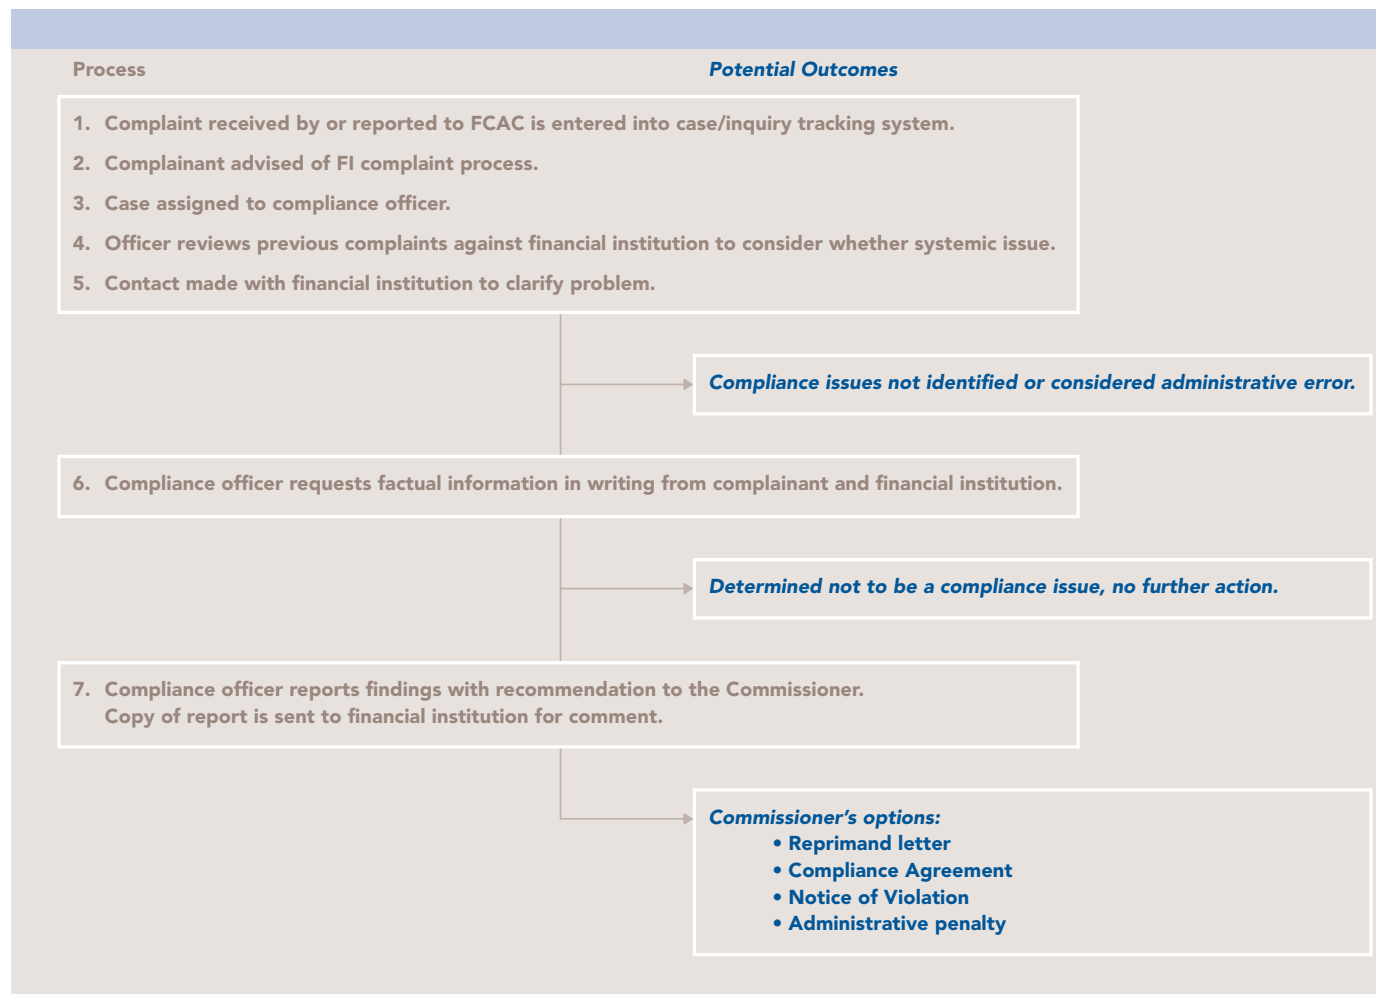 Process
Potential Outcomes
1. Complaint received by or reported to FCAC is entered into case/inquiry tracking system.
2. Complainant advised of FI complaint process.
3. Case assigned to compliance officer.
4. Officer reviews previous complaints against financial institution to consider whether systemic issue.
5. Contact made with financial institution to clarify problem.
Compliance issues not identified or considered administrative error.
6. Compliance officer requests factual information in writing from complainant and financial institution.
Determined not to be a compliance issue, no further action.
7. Compliance officer reports findings with recommendation to the Commissioner.
Copy of report is sent to financial institution for comment.
Commissioner’s options:
• Reprimand letter
• Compliance Agreement
• Notice of Violation
• Administrative penalty